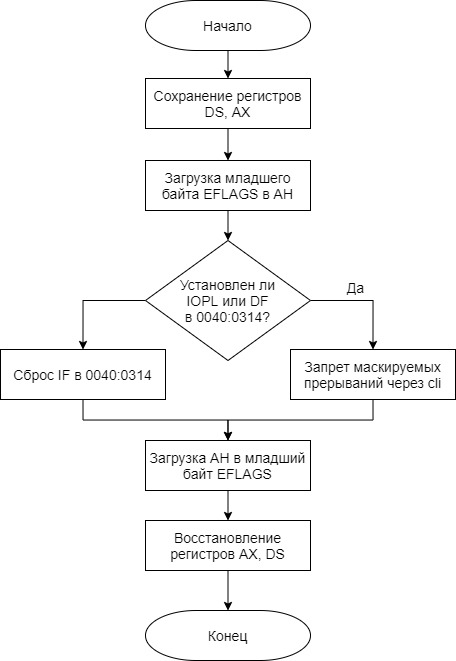 Начало
Сохранение регистров
DS, AX
Загрузка младшего
байта EFLAGS в AH
Установлен ли
IOPL или DF
в 0040:0314?
Да
Сброс IF в 0040:0314
Запрет маскируемых
прерываний через cli
Загрузка AH в младший
байт EFLAGS
Восстановление
регистров AX, DS
Конец